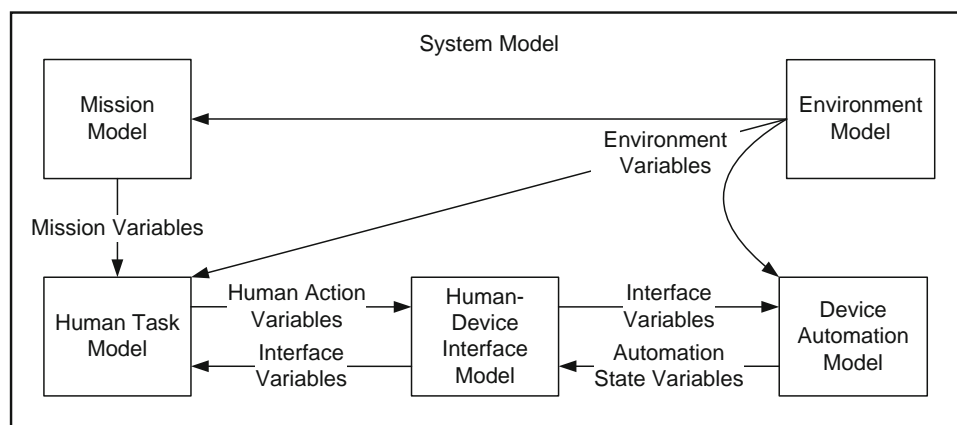 System Model
Mission
Model
Environment
Model
Environment
Variables
Mission Variables
Human Task
Model
Human Action
Variables
Interface
Variables
Human-
Device
Interface
Model
Interface
Variables
Automation
State Variables
Device
Automation
Model